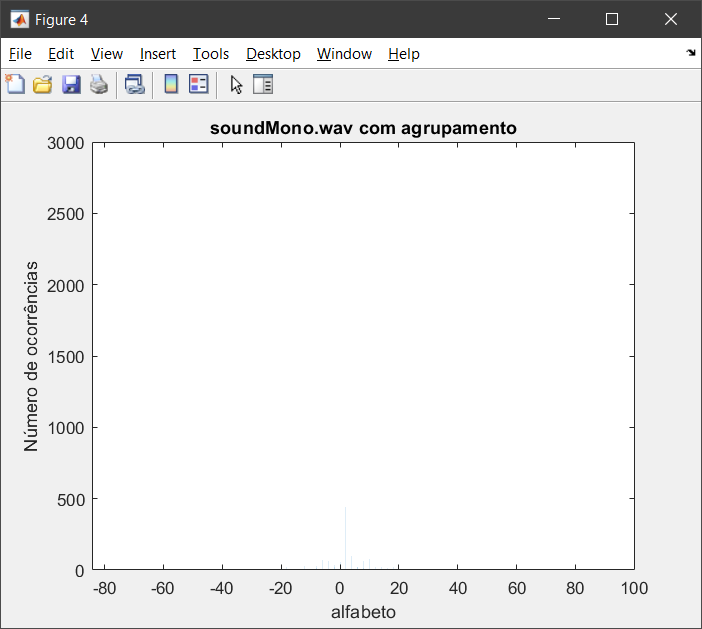 Figure 4
File Edit View Insert Tools Desktop Window Help
soundMono.wav com agrupamento
3000
2500
2000
1500
1000
500
0
Número de ocorrências
-80 -60 -40 -20 0 20 40 60 80 100
alfabeto